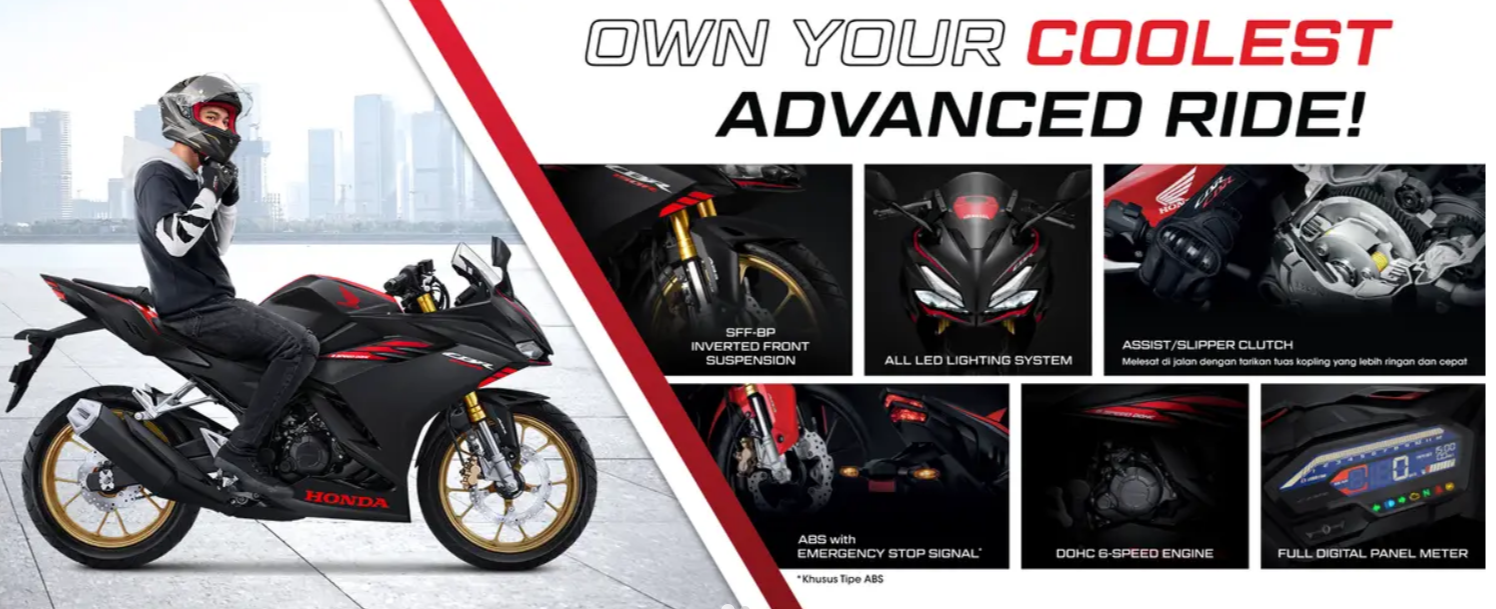 OWN YOUR COOLEST
ADVANCED RIDE!
SFF-BP
INVERTED FRONT
SUSPENSION
ALL LED LIGHTING SYSTEM
ASSIST/SLIPPER CLUTCH
Melesat di jalan dengan tarikan tuas kopling yang lebih ringan dan cepat
ABS with
EMERGENCY STOP SIGNAL*
DOHC 6-SPEED ENGINE
FULL DIGITAL PANEL METER
*Khusus Tipe ABS
CBR
HONDA